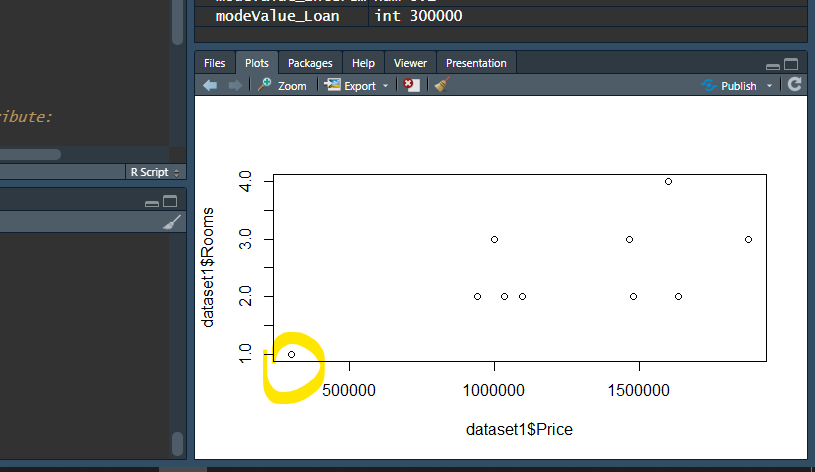 modeValue_Loan int 300000
Files Plots Packages Help Viewer Presentation
Zoom Export Publish
ribute:
R Script
dataset1$Rooms
4.0
3.0
2.0
1.0
500000 1000000 1500000
dataset1$Price